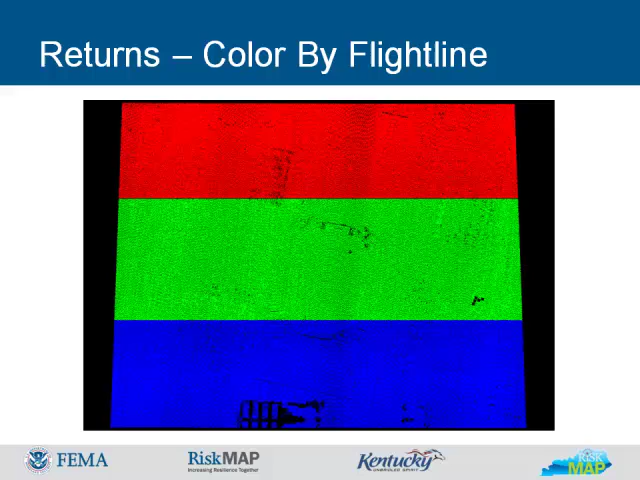 Returns – Color By Flightline
FEMA
RiskMAP
Increasing Resilience Together
Kentucky
UNBRIDLED SPIRIT
RISK
MAP